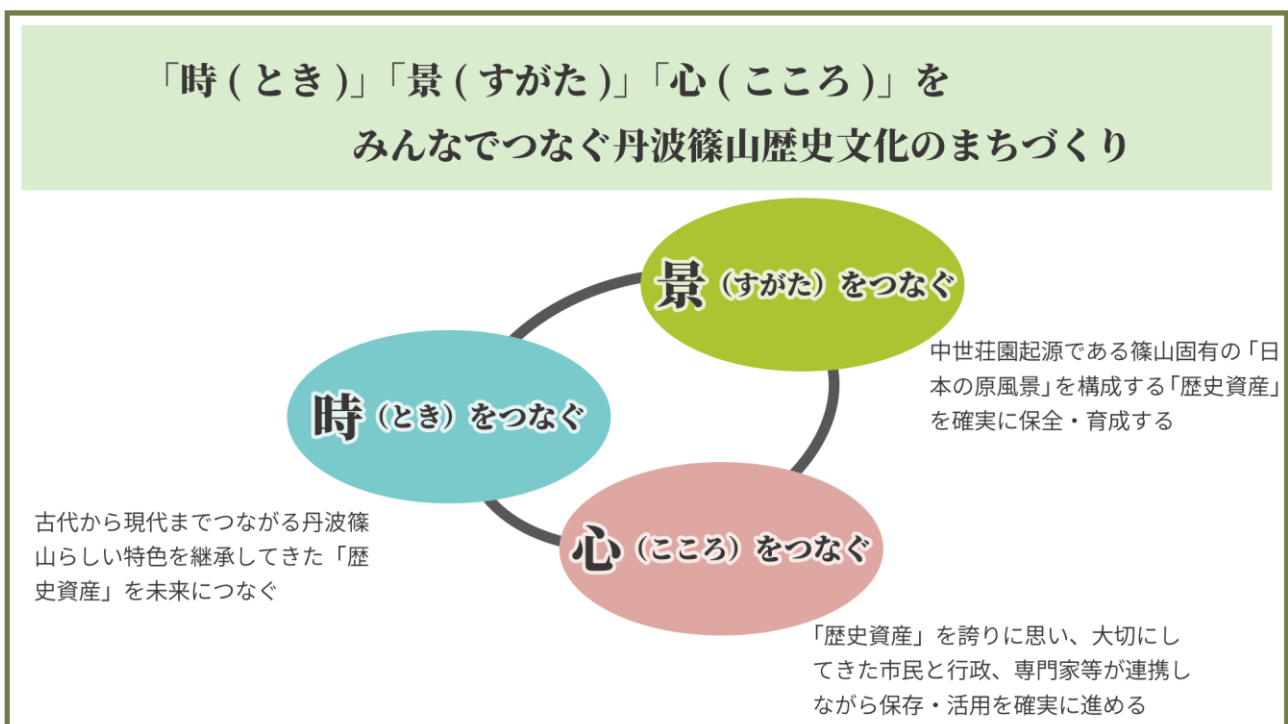 「時(とき)」「景(すがた)」「心(こころ)」を
みんなでつなぐ丹波篠山歴史文化のまちづくり
景(すがた)をつなぐ
中世荘園起源である篠山固有の「日
本の原風景」を構成する「歴史資産」
を確実に保全・育成する
時(とき)をつなぐ
古代から現代までつながる丹波篠
山らしい特色を継承してきた「歴
史資産」を未来につなぐ
心(こころ)をつなぐ
「歴史資産」を誇りに思い、大切にし
てきた市民と行政、専門家等が連携し
ながら保存・活用を確実に進める